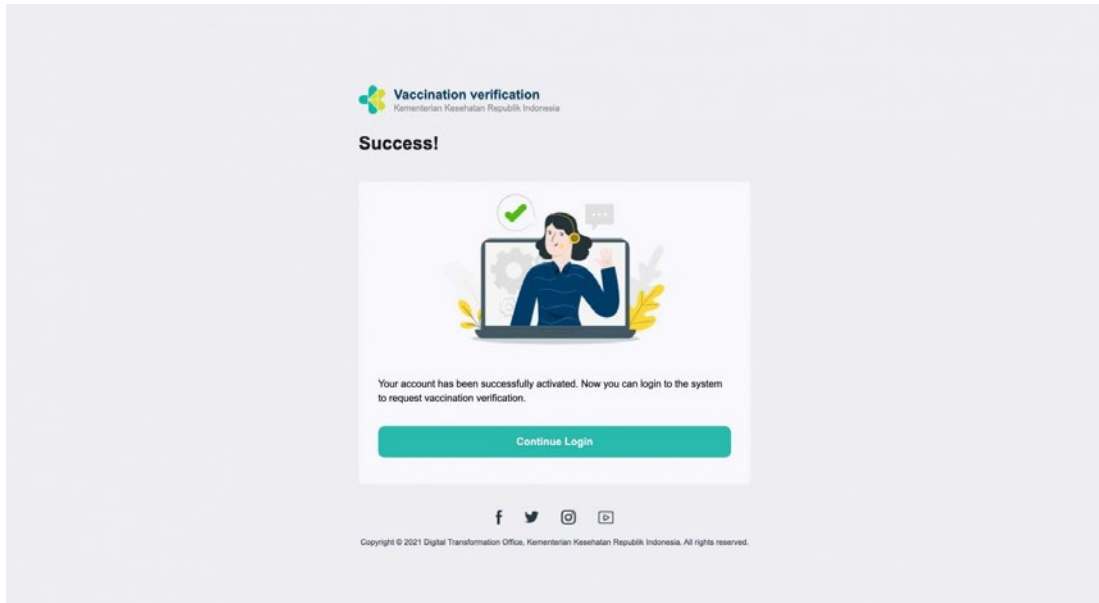 Vaccination verification
Kementerian Kesehatan Republik Indonesia
Success!
Your account has been successfully activated. Now you can login to the system
to request vaccination verification.
Continue Login
Copyright © 2021 Digital Transformation Office, Kementerian Kesehatan Republik Indonesia. All rights reserved.